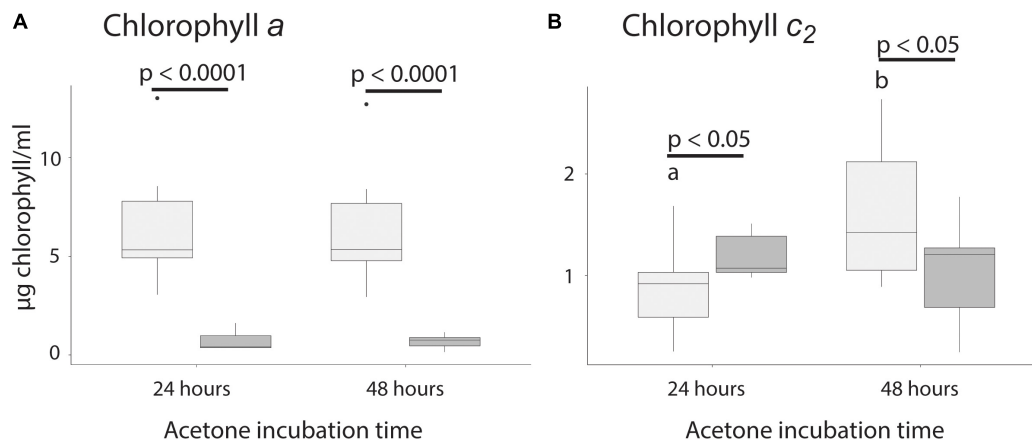 A
Chlorophyll a
p < 0.0001
p < 0.0001
µg chlorophyll/ml
10
5
0
24 hours
48 hours
Acetone incubation time
B
Chlorophyll c2
p < 0.05
b
p < 0.05
a
2
1
24 hours
48 hours
Acetone incubation time